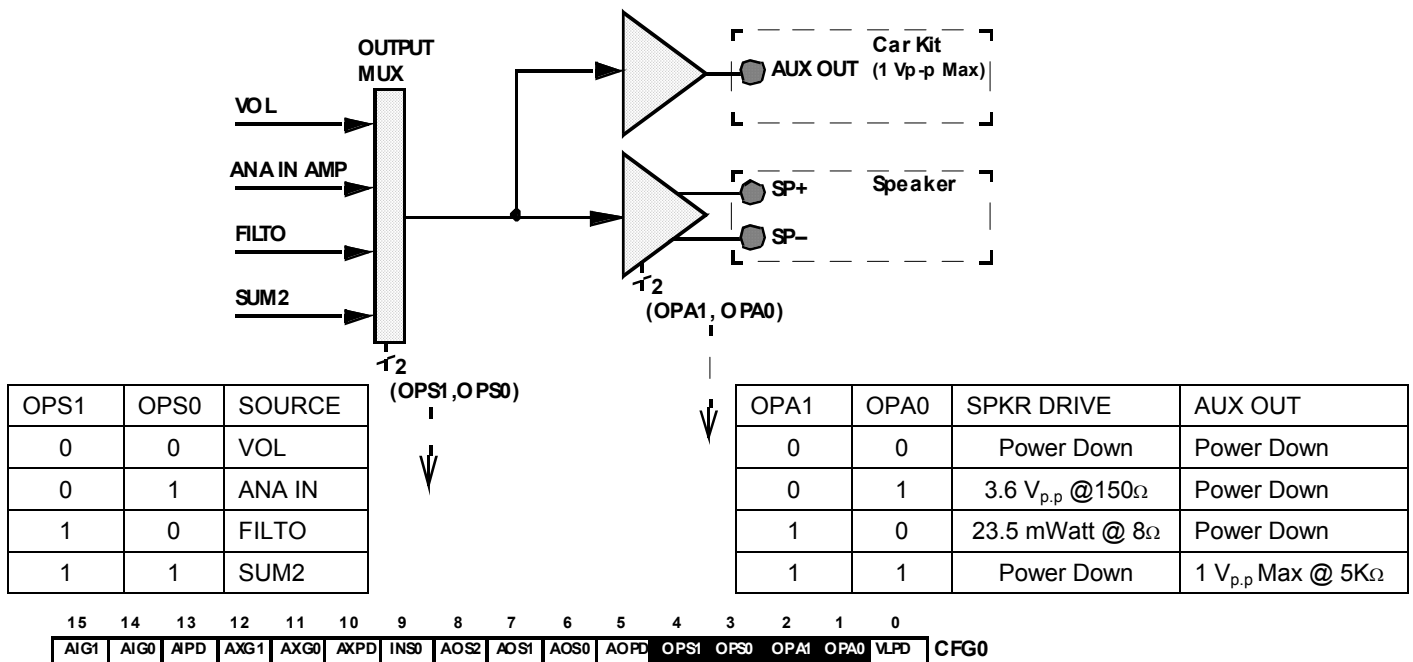 OUTPUT
MUX
VOL
ANA IN AMP
FILTO
SUM2
2
(OPS1,OPS0)
Car Kit
AUX OUT (1 Vp-p Max)
SP+ Speaker
SP–
2
(OPA1, OPA0)
OPS1 OPS0 SOURCE
0 0 VOL
0 1 ANA IN
1 0 FILTO
1 1 SUM2
OPA1 OPA0 SPKR DRIVE AUX OUT
0 0 Power Down Power Down
0 1 3.6 Vp.p @150Ω Power Down
1 0 23.5 mWatt @ 8Ω Power Down
1 1 Power Down 1 Vp.p Max @ 5KΩ
15 14 13 12 11 10 9 8 7 6 5 4 3 2 1 0
AIG1 AIG0 AIPD AXG1 AXG0 AXPD INS0 AOS2 AOS1 AOS0 AOPD OPS1 OPS0 OPA1 OPA0 VLPD CFG0